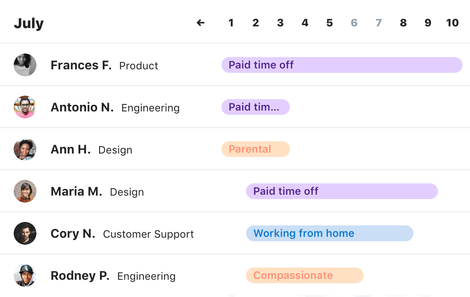 July ← 1 2 3 4 5 6 7 8 9 10
Frances F. Product Paid time off
Antonio N. Engineering Paid tim...
Ann H. Design Parental
Maria M. Design Paid time off
Cory N. Customer Support Working from home
Rodney P. Engineering Compassionate